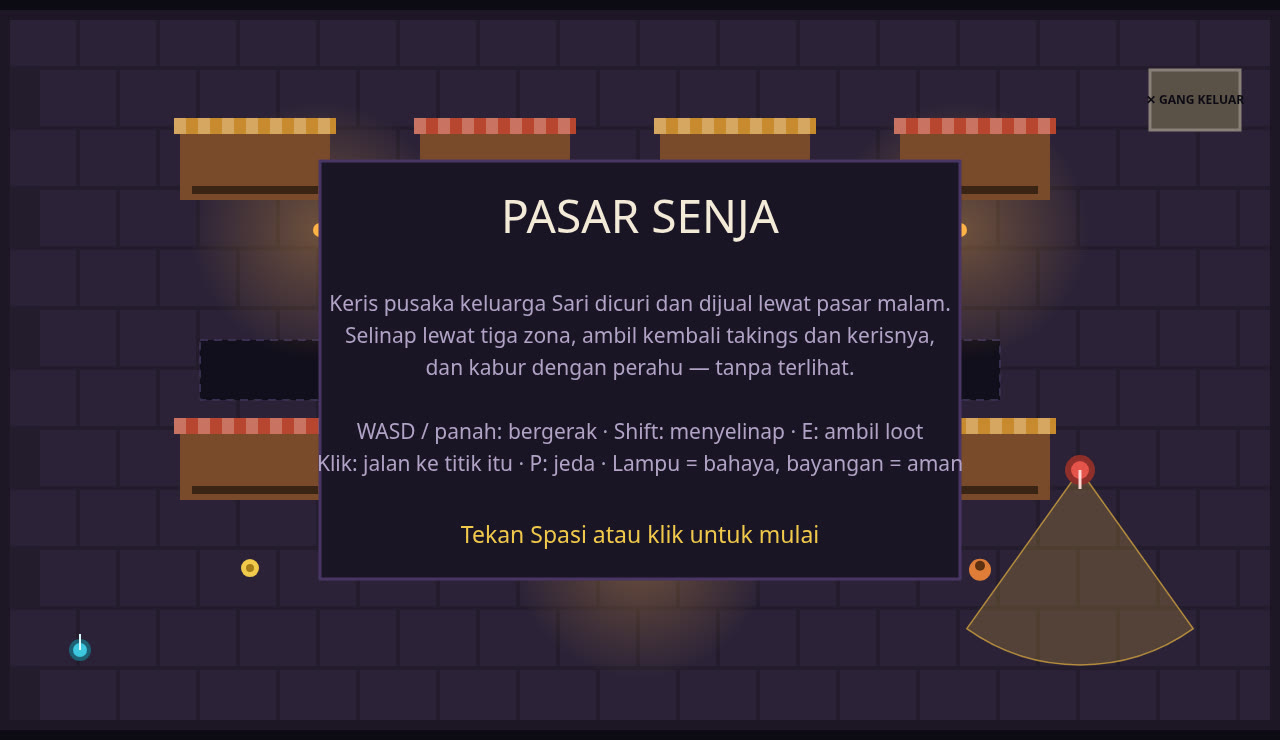 × GANG KELUAR
PASAR SENJA
Keris pusaka keluarga Sari dicuri dan dijual lewat pasar malam.
Selinap lewat tiga zona, ambil kembali takings dan kerisnya,
dan kabur dengan perahu — tanpa terlihat.
WASD / panah: bergerak · Shift: menyelinap · E: ambil loot
Klik: jalan ke titik itu · P: jeda · Lampu = bahaya, bayangan = aman
Tekan Spasi atau klik untuk mulai